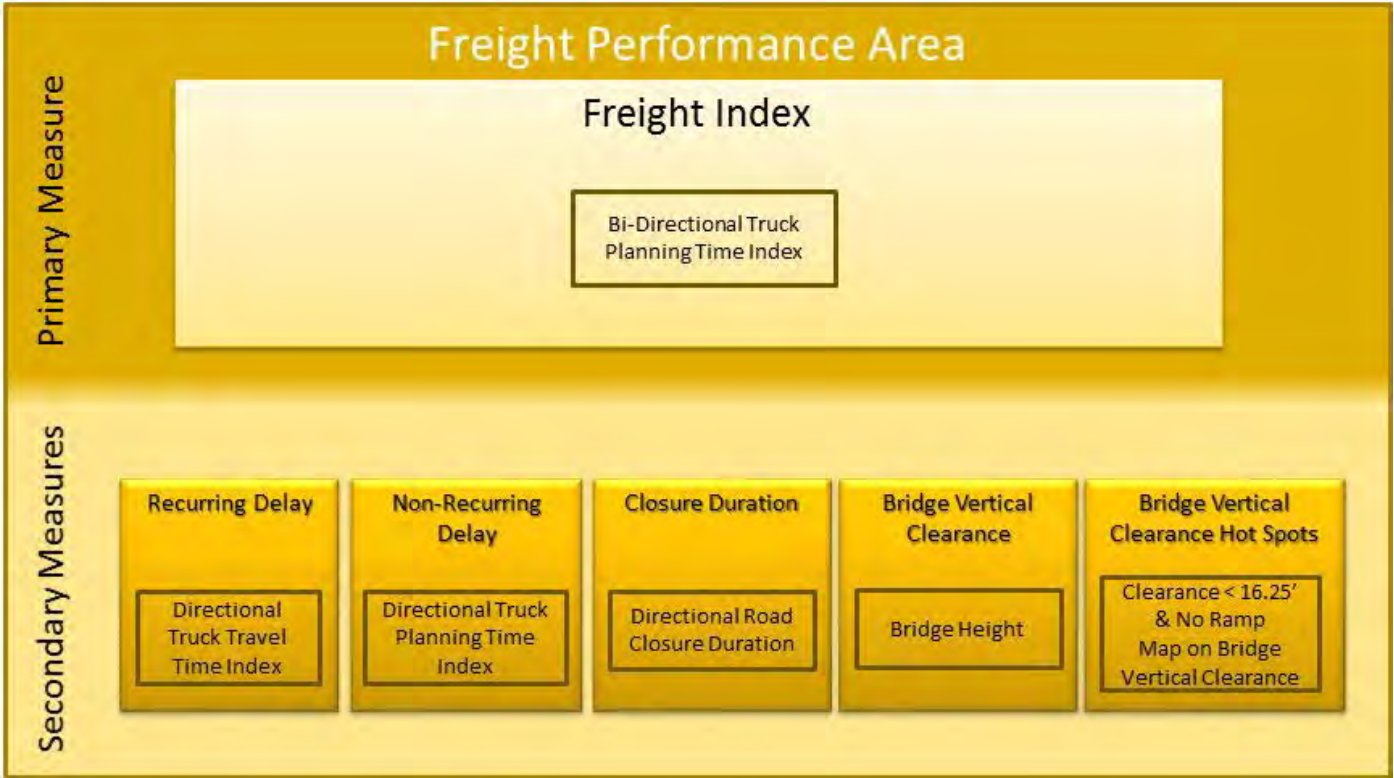 Freight Performance Area
Primary Measure
Freight Index
Bi-Directional Truck
Planning Time Index
Secondary Measures
Recurring Delay
Directional
Truck Travel
Time Index
Non-Recurring
Delay
Directional Truck
Planning Time
Index
Closure Duration
Directional Road
Closure Duration
Bridge Vertical
Clearance
Bridge Height
Bridge Vertical
Clearance Hot Spots
Clearance < 16.25’
& No Ramp
Map on Bridge
Vertical Clearance